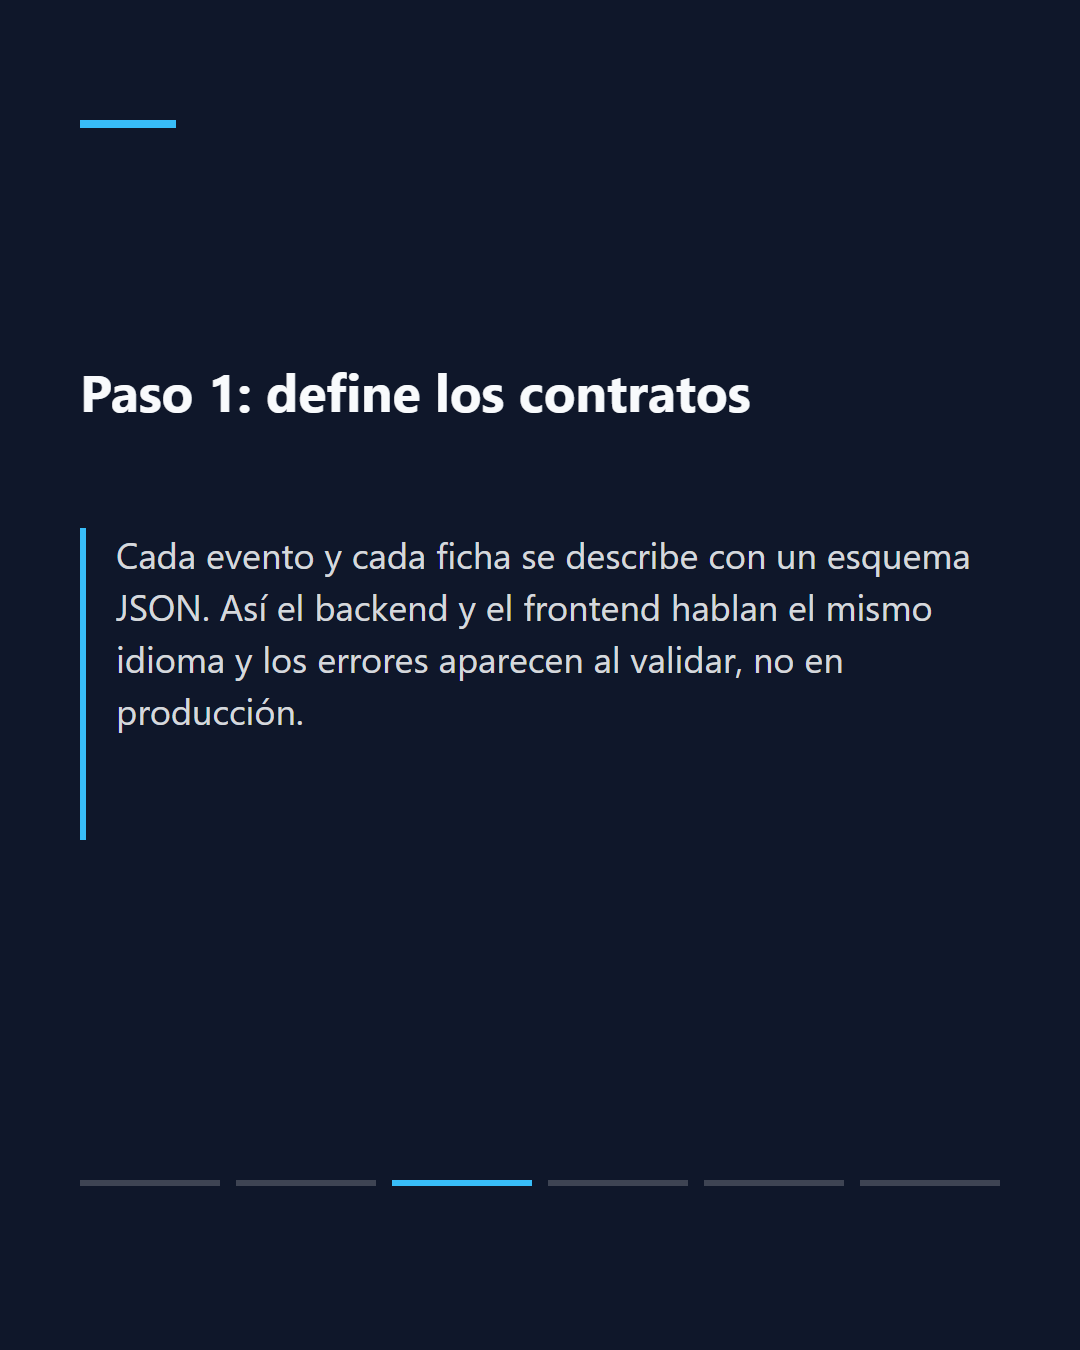 Paso 1: define los contratos
Cada evento y cada ficha se describe con un esquema
JSON. Así el backend y el frontend hablan el mismo
idioma y los errores aparecen al validar, no en
producción.